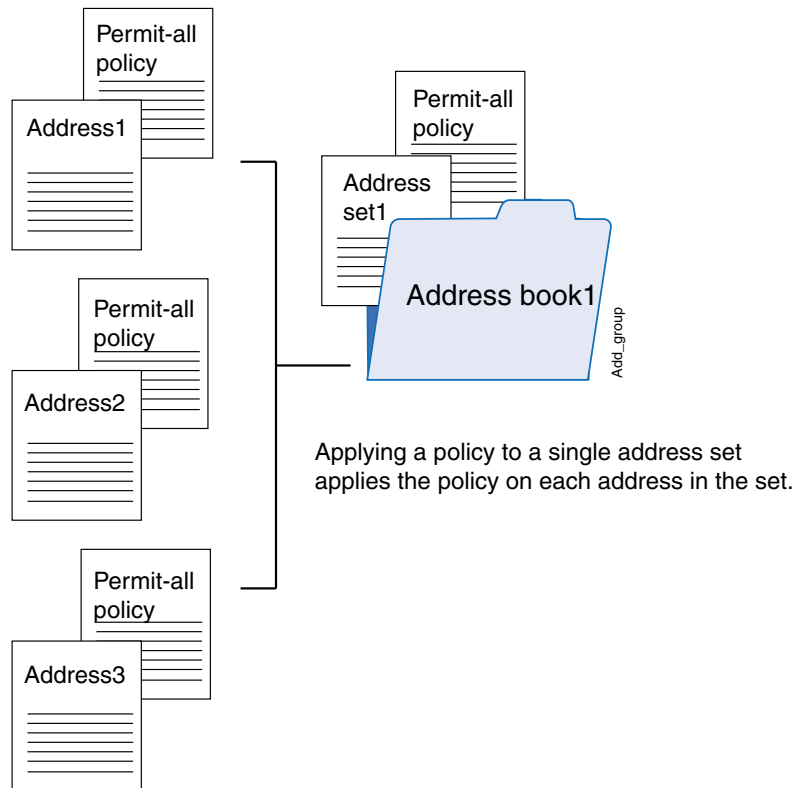 Permit-all
policy
Address1
Permit-all
policy
Address2
Permit-all
policy
Address3
Permit-all
policy
Address
set1
Address book1
Add_group
Applying a policy to a single address set
applies the policy on each address in the set.